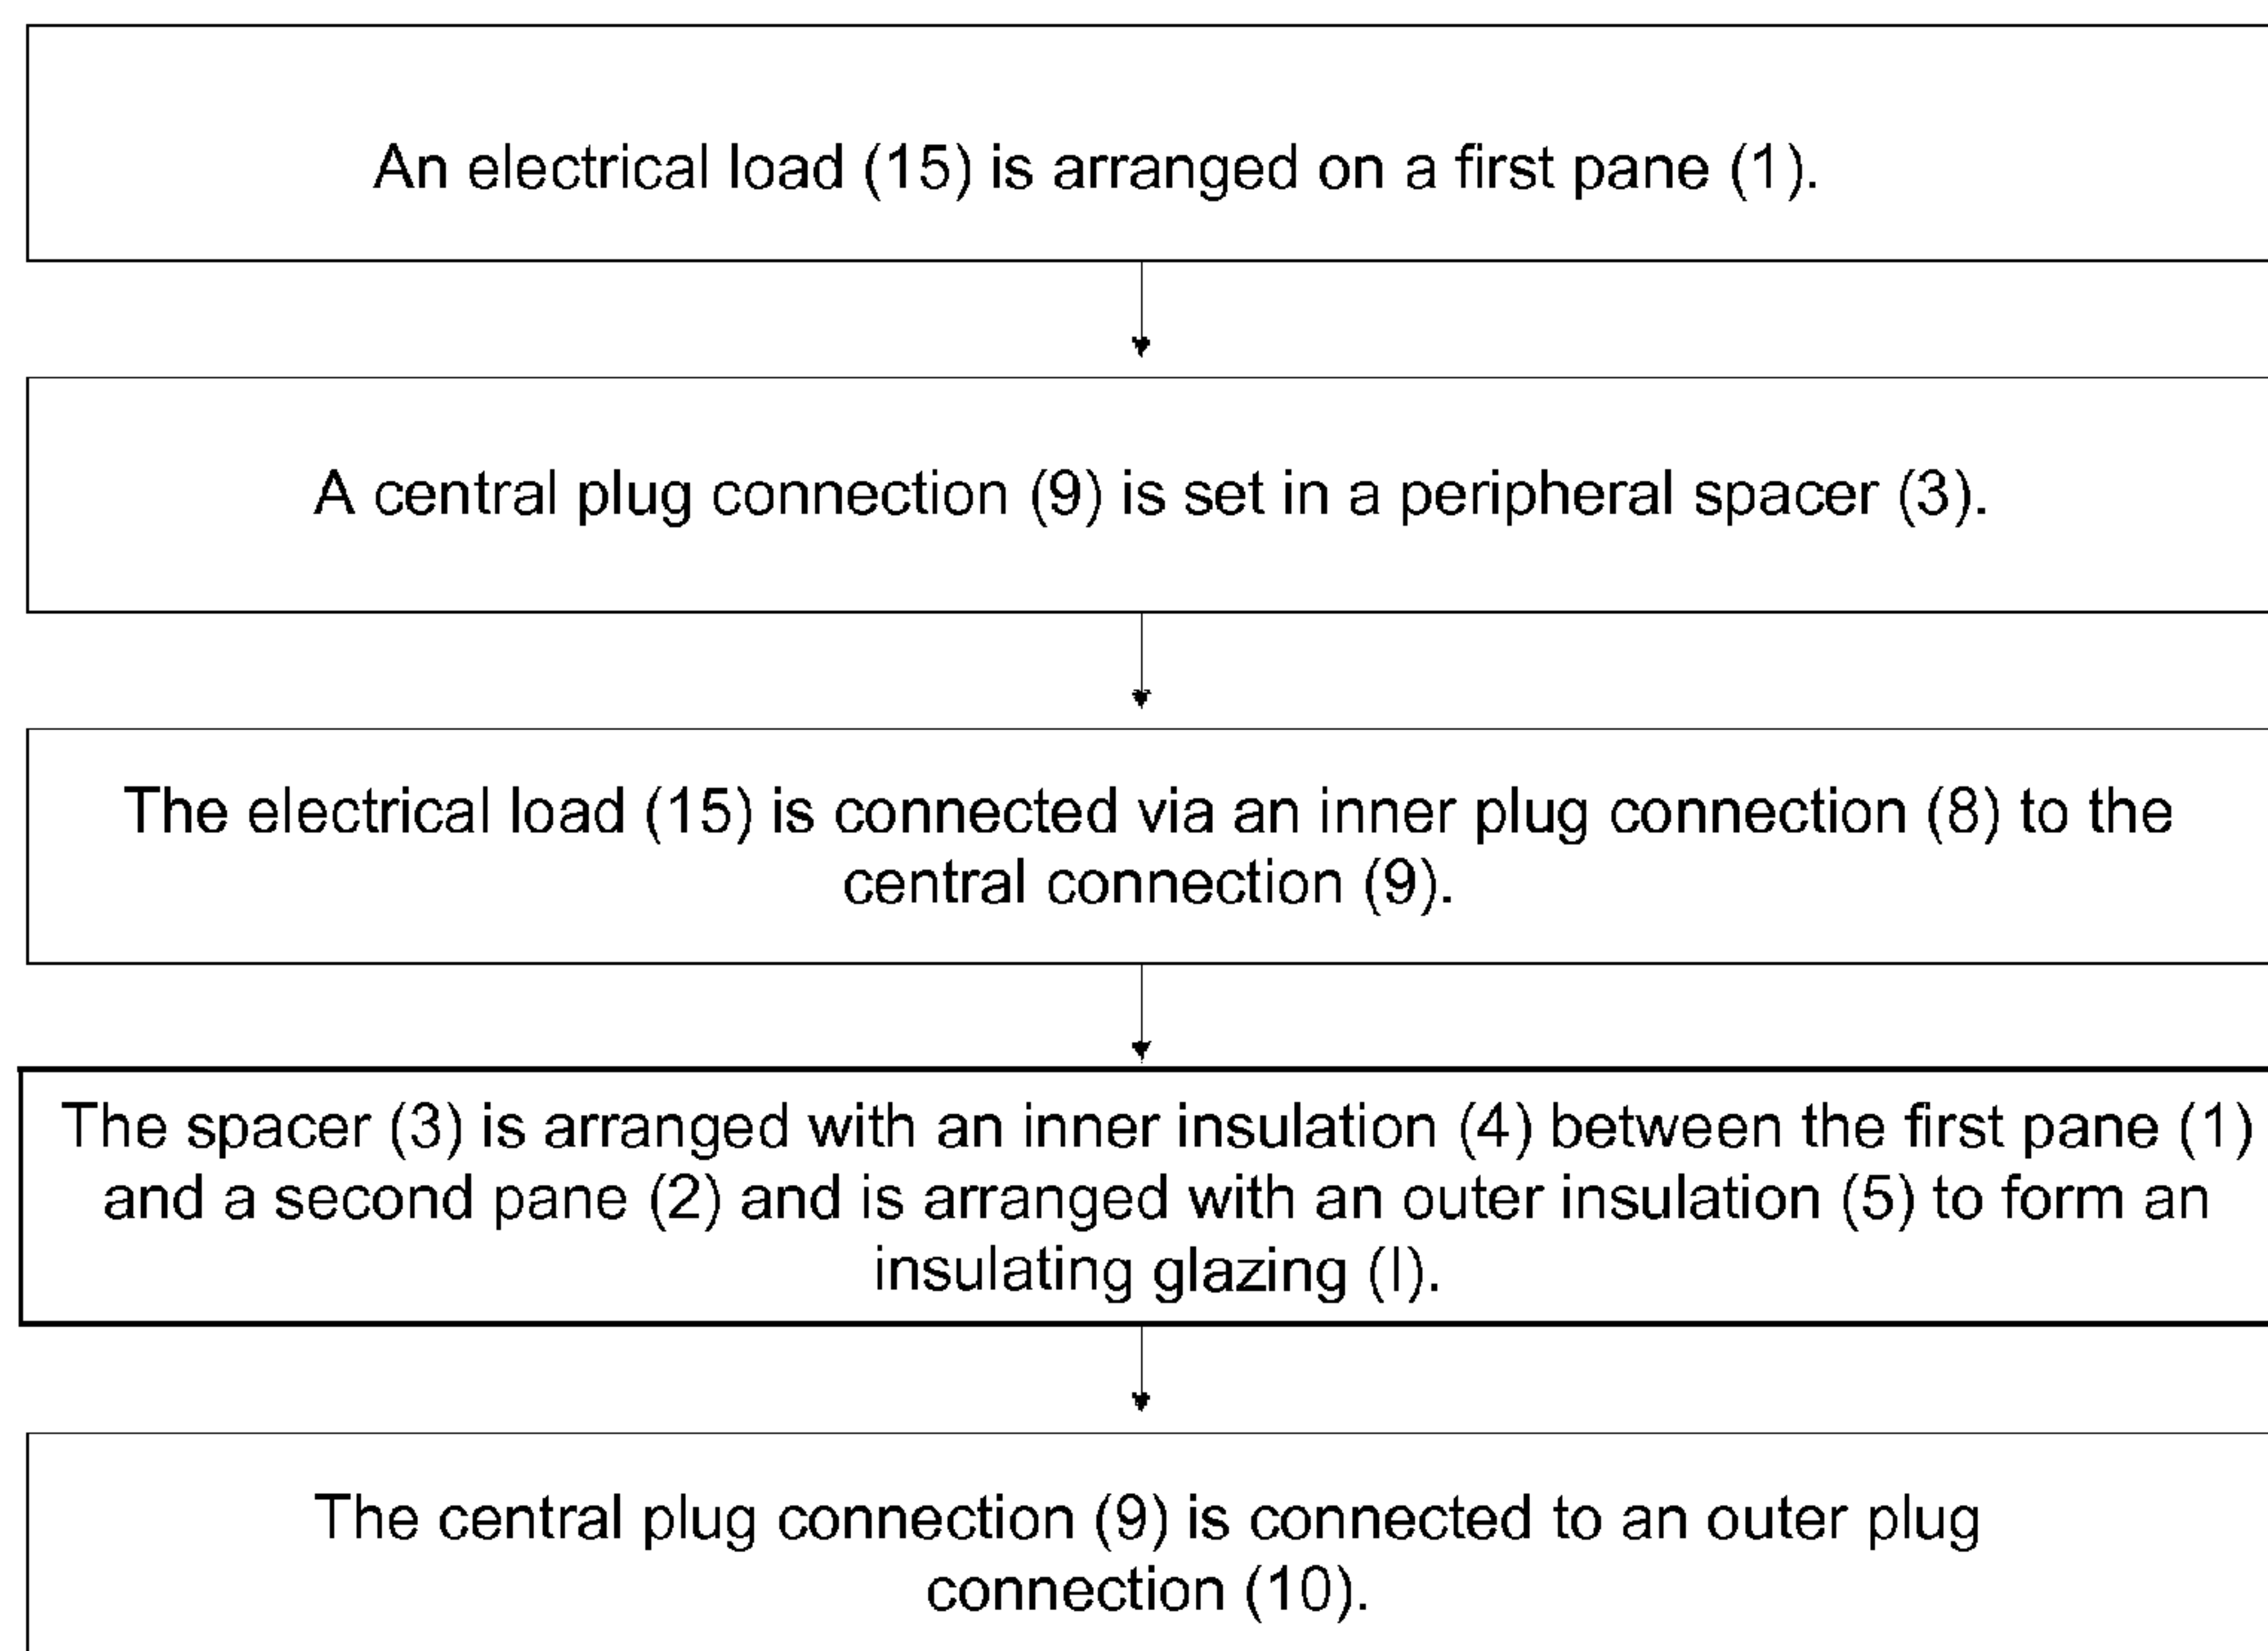 An electrical load (15) is arranged on a first pane (1).
A central plug connection (9) is set in a peripheral spacer (3).
The electrical load (15) is connected via an inner plug connection (8) to the
central connection (9).
The spacer (3) is arranged with an inner insulation (4) between the first pane (1)
and a second pane (2) and is arranged with an outer insulation (5) to form an
insulating glazing (I).
The central plug connection (9) is connected to an outer plug
connection (10).